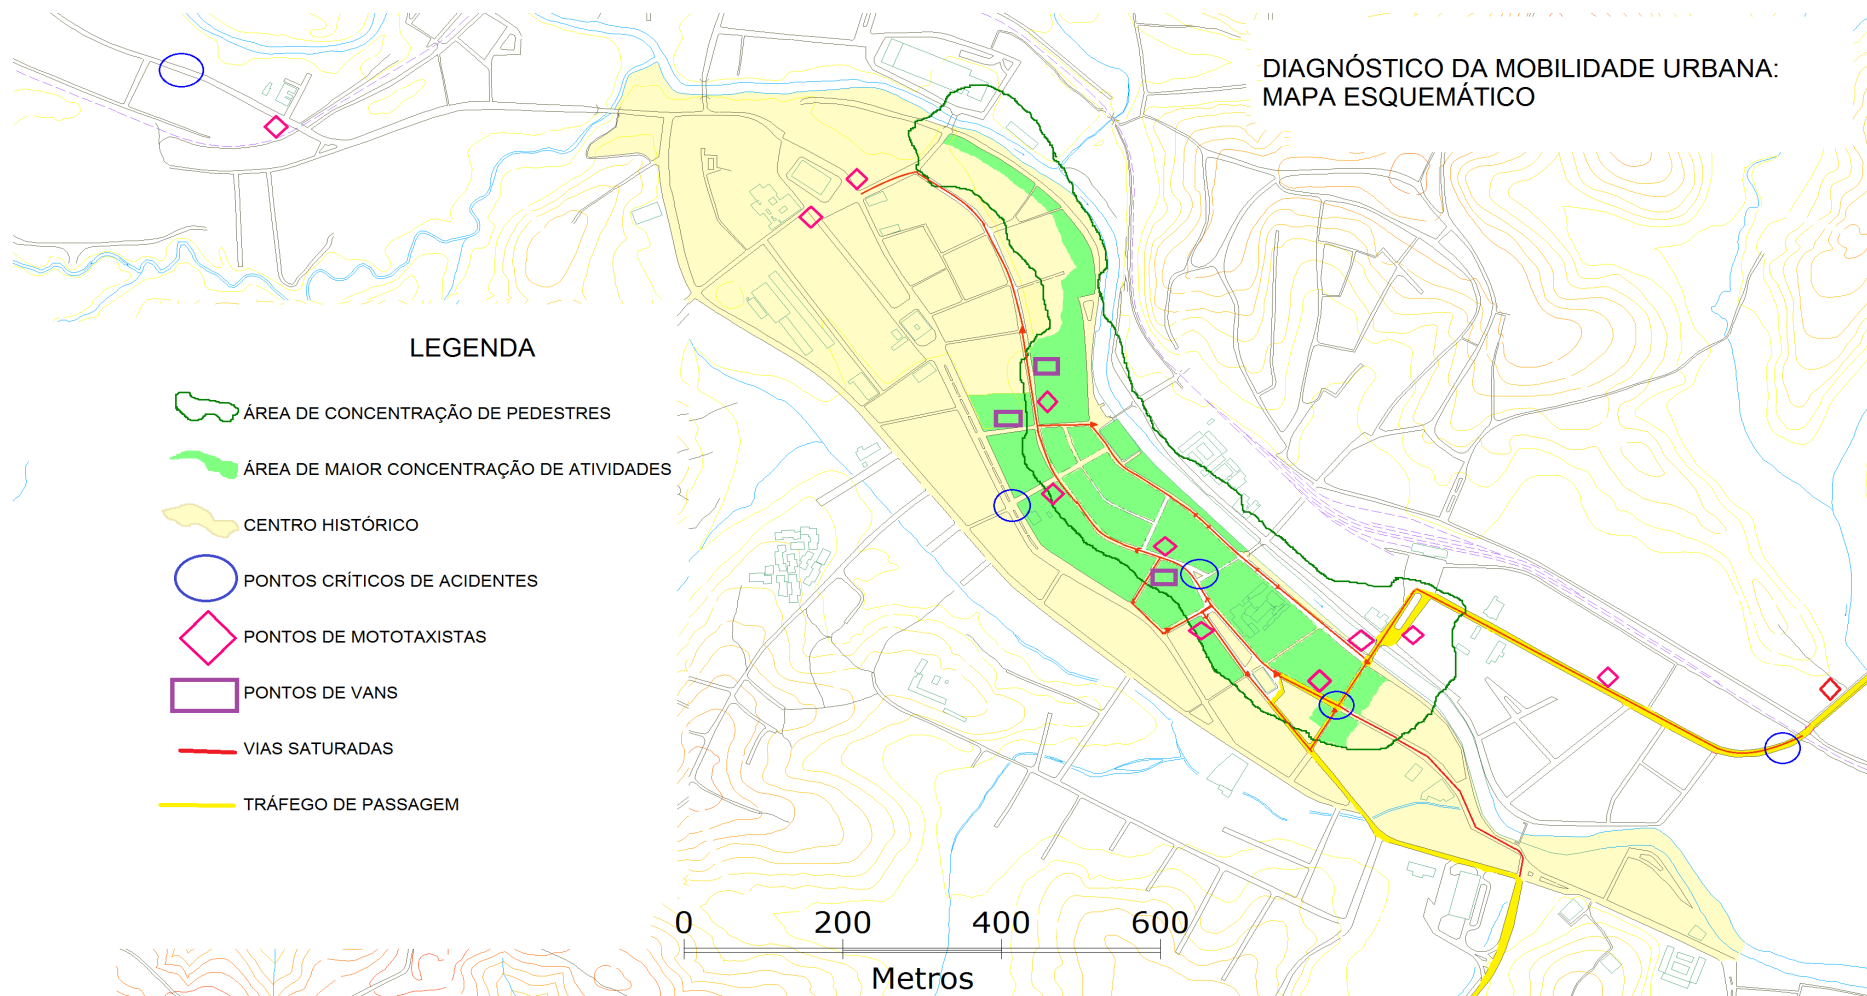 DIAGNÓSTICO DA MOBILIDADE URBANA:
MAPA ESQUEMÁTICO
LEGENDA
ÁREA DE CONCENTRAÇÃO DE PEDESTRES
ÁREA DE MAIOR CONCENTRAÇÃO DE ATIVIDADES
CENTRO HISTÓRICO
PONTOS CRÍTICOS DE ACIDENTES
PONTOS DE MOTOTAXISTAS
PONTOS DE VANS
VIAS SATURADAS
TRÁFEGO DE PASSAGEM
0 200 400 600
Metros